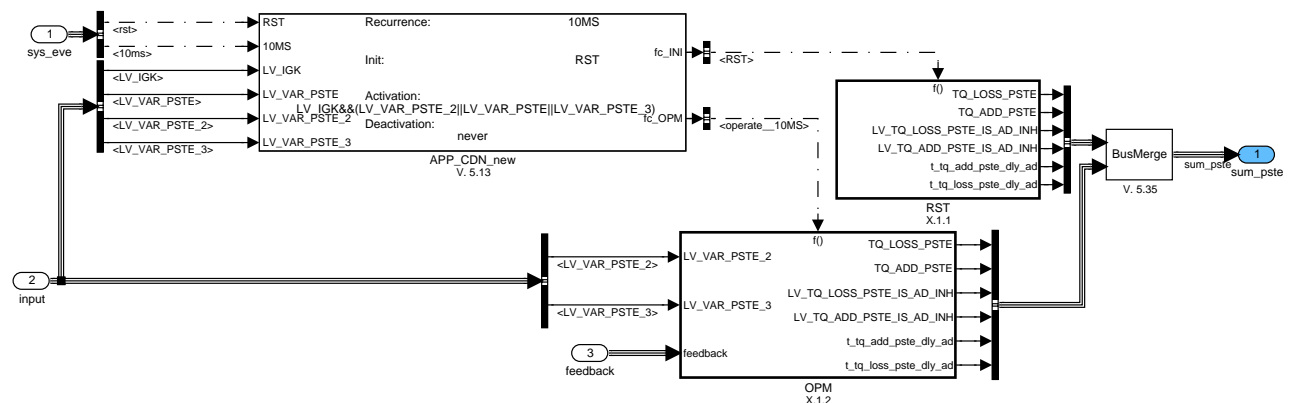 1
sys_eve
<rst>
<10ms>
<LV_IGK>
<LV_VAR_PSTE>
<LV_VAR_PSTE_2>
<LV_VAR_PSTE_3>
RST
10MS
LV_IGK
LV_VAR_PSTE
LV_VAR_PSTE_2
LV_VAR_PSTE_3
Recurrence: 10MS
Init: RST
Activation:
LV_IGK&&(LV_VAR_PSTE_2||LV_VAR_PSTE||LV_VAR_PSTE_3)
Deactivation:
never
fc_INI
fc_OPM
APP_CDN_new
V. 5.13
<RST>
<operate__10MS>
f()
TQ_LOSS_PSTE
TQ_ADD_PSTE
LV_TQ_LOSS_PSTE_IS_AD_INH
LV_TQ_ADD_PSTE_IS_AD_INH
t_tq_add_pste_dly_ad
t_tq_loss_pste_dly_ad
RST
X.1.1
BusMerge
V. 5.35
sum_pste
1
sum_pste
2
input
<LV_VAR_PSTE_2>
<LV_VAR_PSTE_3>
3
feedback
f()
LV_VAR_PSTE_2
LV_VAR_PSTE_3
feedback
TQ_LOSS_PSTE
TQ_ADD_PSTE
LV_TQ_LOSS_PSTE_IS_AD_INH
LV_TQ_ADD_PSTE_IS_AD_INH
t_tq_add_pste_dly_ad
t_tq_loss_pste_dly_ad
OPM
X.1.2